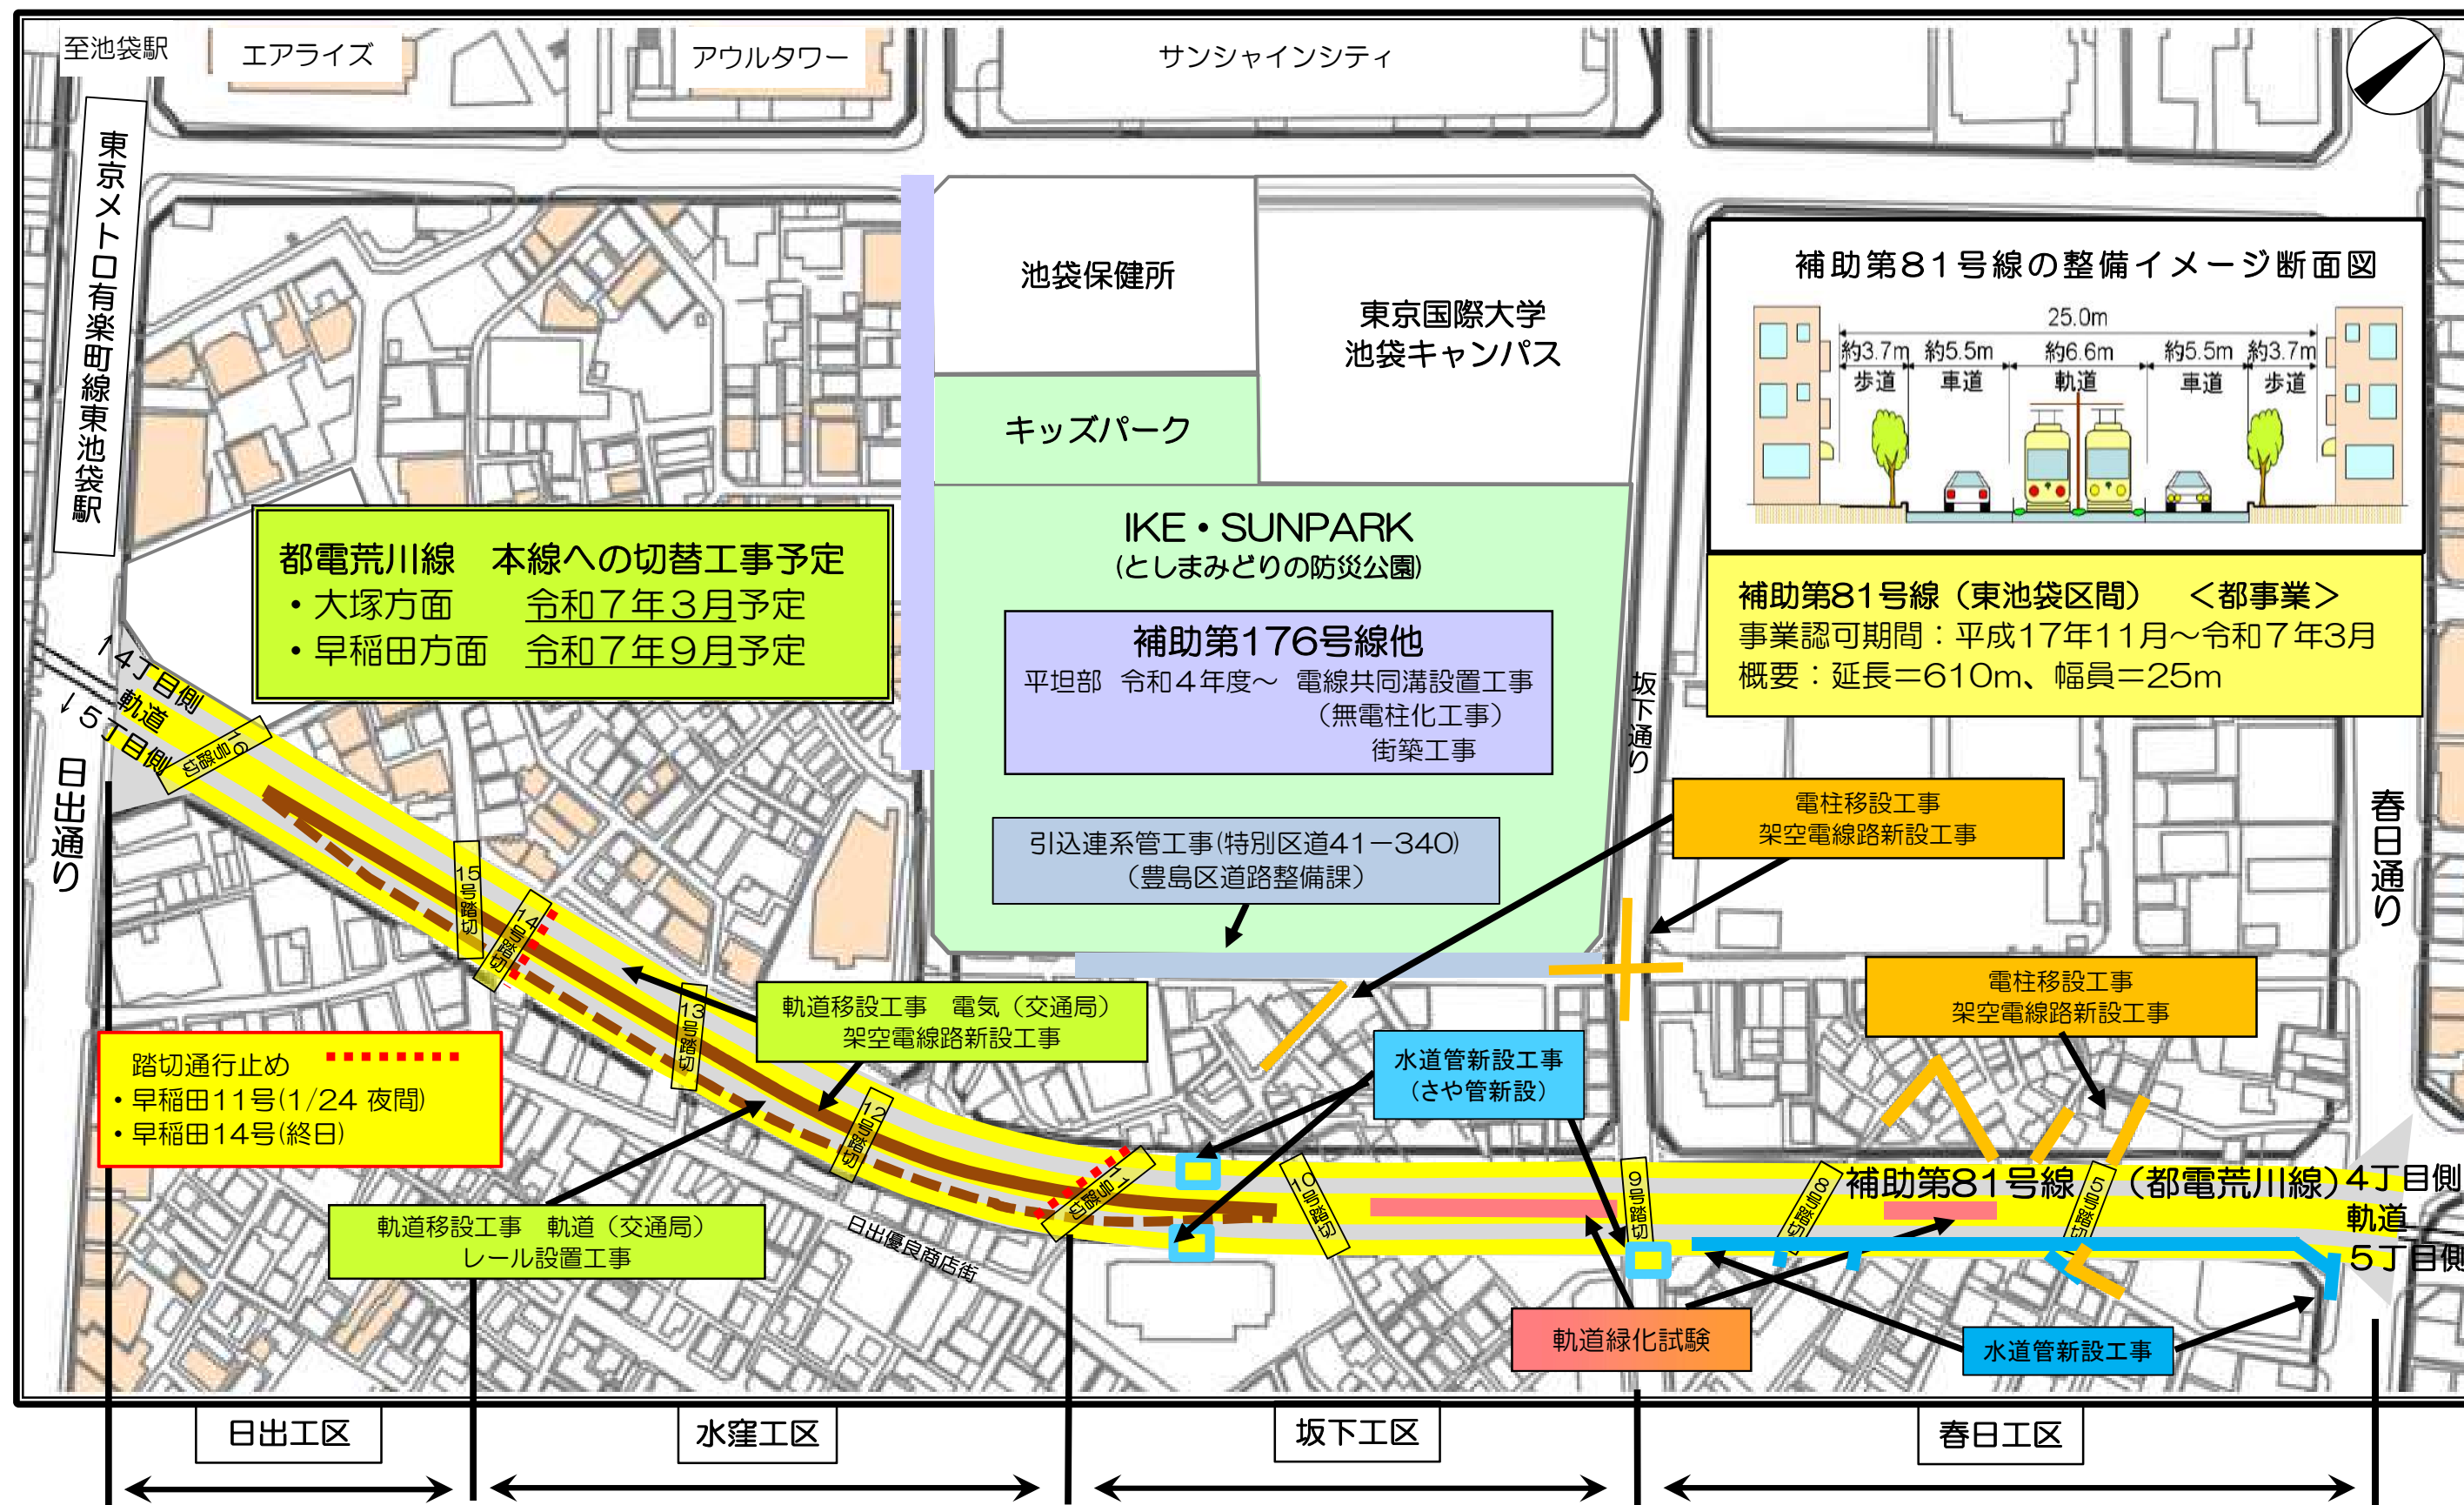 至池袋駅
エアライズ
アウルタワー
サンシャインシティ
東京メトロ有楽町線東池袋駅
池袋保健所
東京国際大学
池袋キャンパス
キッズパーク
IKE・SUNPARK
(としまみどりの防災公園)
補助第81号線の整備イメージ断面図
25.0m
約3.7m 約5.5m 約6.6m 約5.5m 約3.7m
歩道 車道 軌道 車道 歩道
補助第81号線（東池袋区間） ＜都事業＞
事業認可期間：平成17年11月～令和7年3月
概要：延長＝610m、幅員＝25m
都電荒川線 本線への切替工事予定
・大塚方面 令和7年3月予定
・早稲田方面 令和7年9月予定
補助第176号線他
平坦部 令和4年度～ 電線共同溝設置工事
（無電柱化工事）
街築工事
引込連系管工事(特別区道41－340)
（豊島区道路整備課）
坂下通り
電柱移設工事
架空電線路新設工事
春日通り
電柱移設工事
架空電線路新設工事
↑4丁目側
軌道
↓5丁目側
日出通り
16号踏切
15号踏切
14号踏切
13号踏切
12号踏切
11号踏切
10号踏切
9号踏切
8号踏切
5号踏切
軌道移設工事 電気（交通局）
架空電線路新設工事
水道管新設工事
（さや管新設）
踏切通行止め
・早稲田11号(1/24 夜間)
・早稲田14号(終日)
軌道移設工事 軌道（交通局）
レール設置工事
日出優良商店街
補助第81号線 （都電荒川線）
4丁目側
軌道
5丁目側
軌道緑化試験
水道管新設工事
日出工区
水窪工区
坂下工区
春日工区